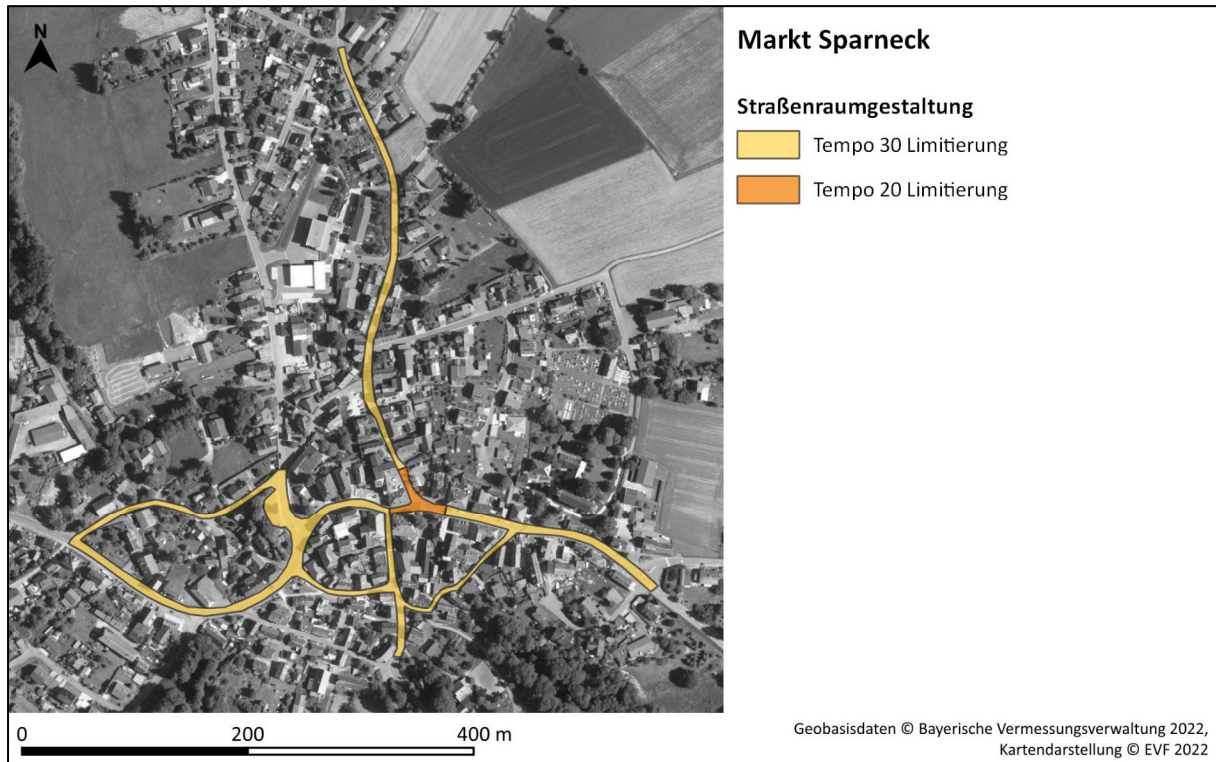 N
Markt Sparneck
Straßenraumgestaltung
Tempo 30 Limitierung
Tempo 20 Limitierung
0 200 400 m
Geobasisdaten © Bayerische Vermessungsverwaltung 2022,
Kartendarstellung © EVF 2022